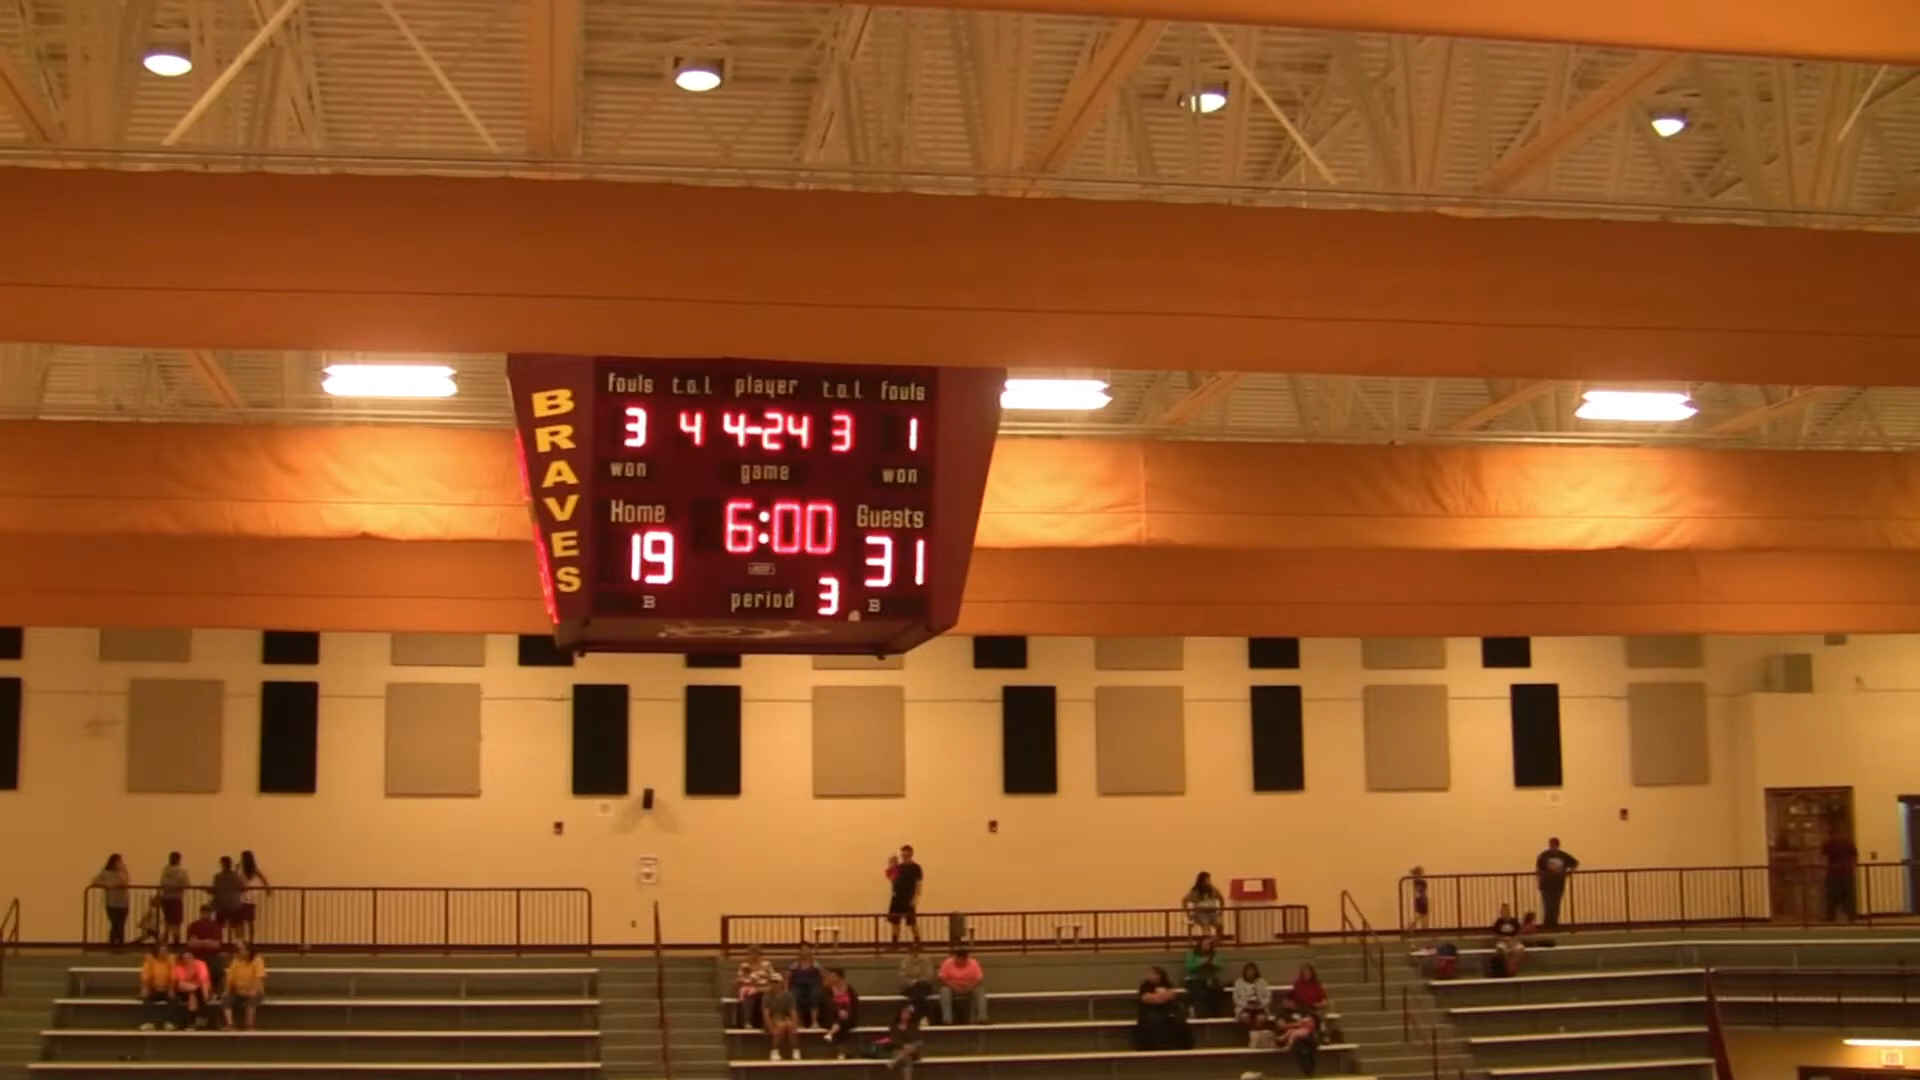 BRAVES
fouls t.o.l. player t.o.l. fouls
3 4 4-24 3 1
won game won
Home 6:00 Guests
19 31
B period 3 B